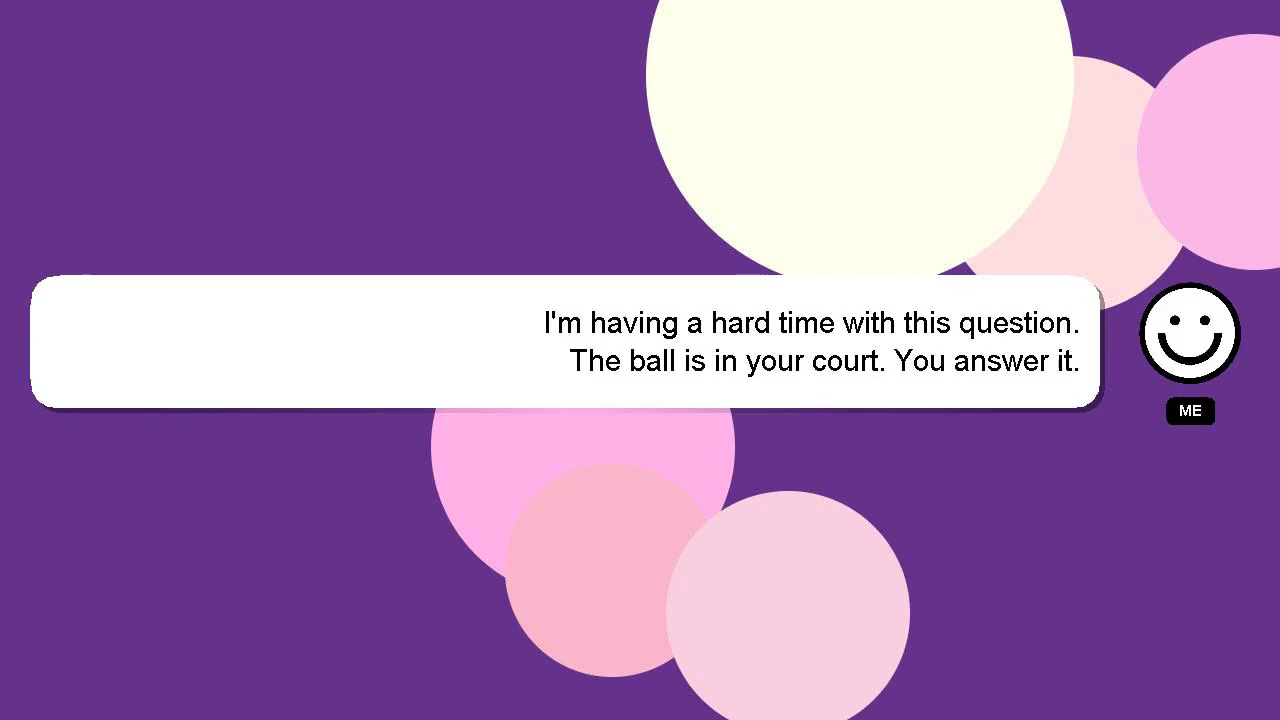 I'm having a hard time with this question.
The ball is in your court. You answer it.
ME